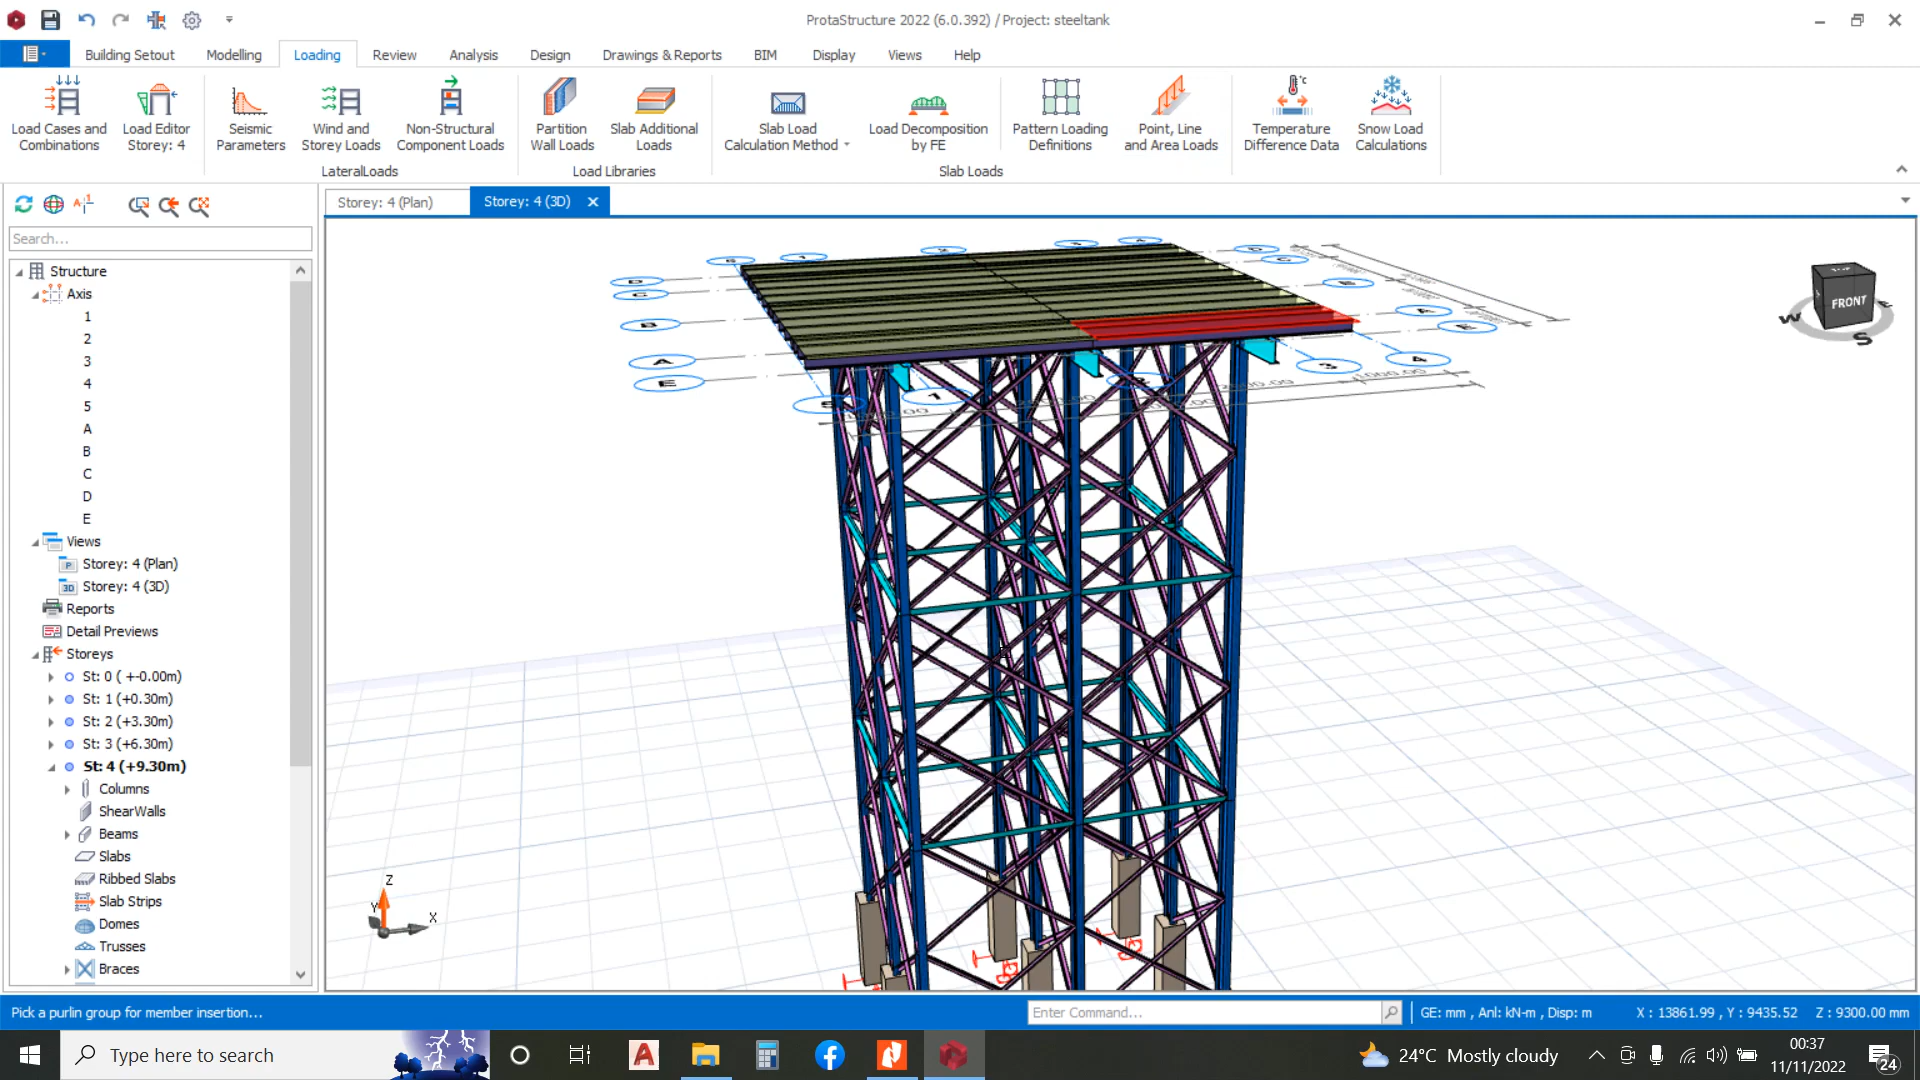 ProtaStructure 2022 (6.0.392) / Project: steeltank
Building Setout Modelling Loading Review Analysis Design Drawings & Reports BIM Display Views Help
Load Cases and Combinations
Load Editor Storey: 4
Seismic Parameters
Wind and Storey Loads
Non-Structural Component Loads
Partition Wall Loads
Slab Additional Loads
Slab Load Calculation Method
Load Decomposition by FE
Pattern Loading Definitions
Point, Line and Area Loads
Temperature Difference Data
Snow Load Calculations
LateralLoads Load Libraries Slab Loads
Storey: 4 (Plan) Storey: 4 (3D)
Search...
Structure
Axis
1
2
3
4
5
A
B
C
D
E
Views
Storey: 4 (Plan)
Storey: 4 (3D)
Reports
Detail Previews
Storeys
St: 0 ( +-0.00m)
St: 1 (+0.30m)
St: 2 (+3.30m)
St: 3 (+6.30m)
St: 4 (+9.30m)
Columns
ShearWalls
Beams
Slabs
Ribbed Slabs
Slab Strips
Domes
Trusses
Braces
D
C
B
A
E
1
3
4
D
C
B
A
E
FRONT
W
S
Z
Y
X
Pick a purlin group for member insertion...
Enter Command...
GE: mm , Anl: kN-m , Disp: m
X : 13861.99 , Y : 9435.52 Z : 9300.00 mm
Type here to search
24°C Mostly cloudy
00:37
11/11/2022
24